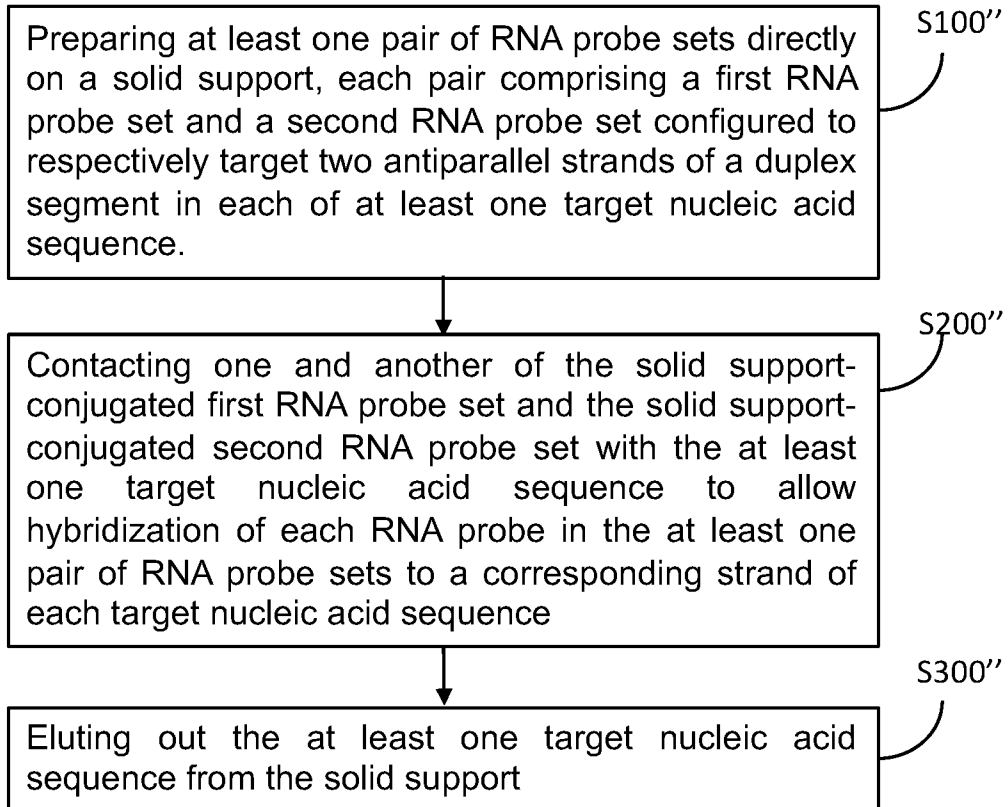 S100''
Preparing at least one pair of RNA probe sets directly
on a solid support, each pair comprising a first RNA
probe set and a second RNA probe set configured to
respectively target two antiparallel strands of a duplex
segment in each of at least one target nucleic acid
sequence.
S200''
Contacting one and another of the solid support-
conjugated first RNA probe set and the solid support-
conjugated second RNA probe set with the at least
one target nucleic acid sequence to allow
hybridization of each RNA probe in the at least one
pair of RNA probe sets to a corresponding strand of
each target nucleic acid sequence
S300''
Eluting out the at least one target nucleic acid
sequence from the solid support